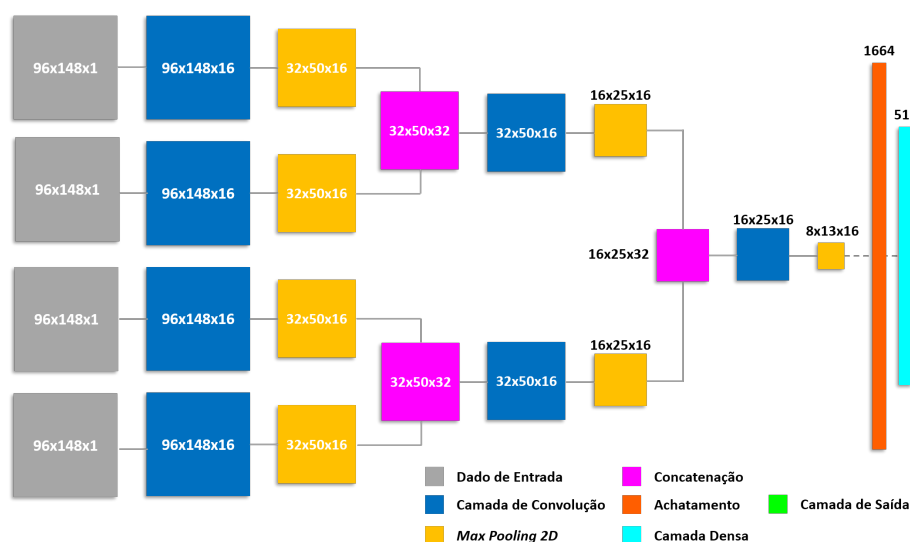 96x148x1
96x148x16
32x50x16
96x148x1
96x148x16
32x50x16
32x50x32
32x50x16
16x25x16
96x148x1
96x148x16
32x50x16
96x148x1
96x148x16
32x50x16
32x50x32
32x50x16
16x25x16
16x25x32
16x25x16
8x13x16
1664
51
Dado de Entrada
Camada de Convolução
Max Pooling 2D
Concatenação
Achatamento
Camada Densa
Camada de Saída